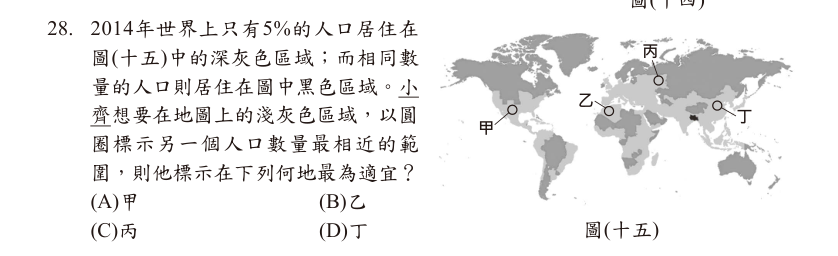 圖(十四)
28. 2014年世界上只有5%的人口居住在
圖(十五)中的深灰色區域；而相同數
量的人口則居住在圖中黑色區域。小
齊想要在地圖上的淺灰色區域，以圓
圈標示另一個人口數量最相近的範
圍，則他標示在下列何地最為適宜？
(A)甲 (B)乙
(C)丙 (D)丁
丙
乙
甲
丁
圖(十五)